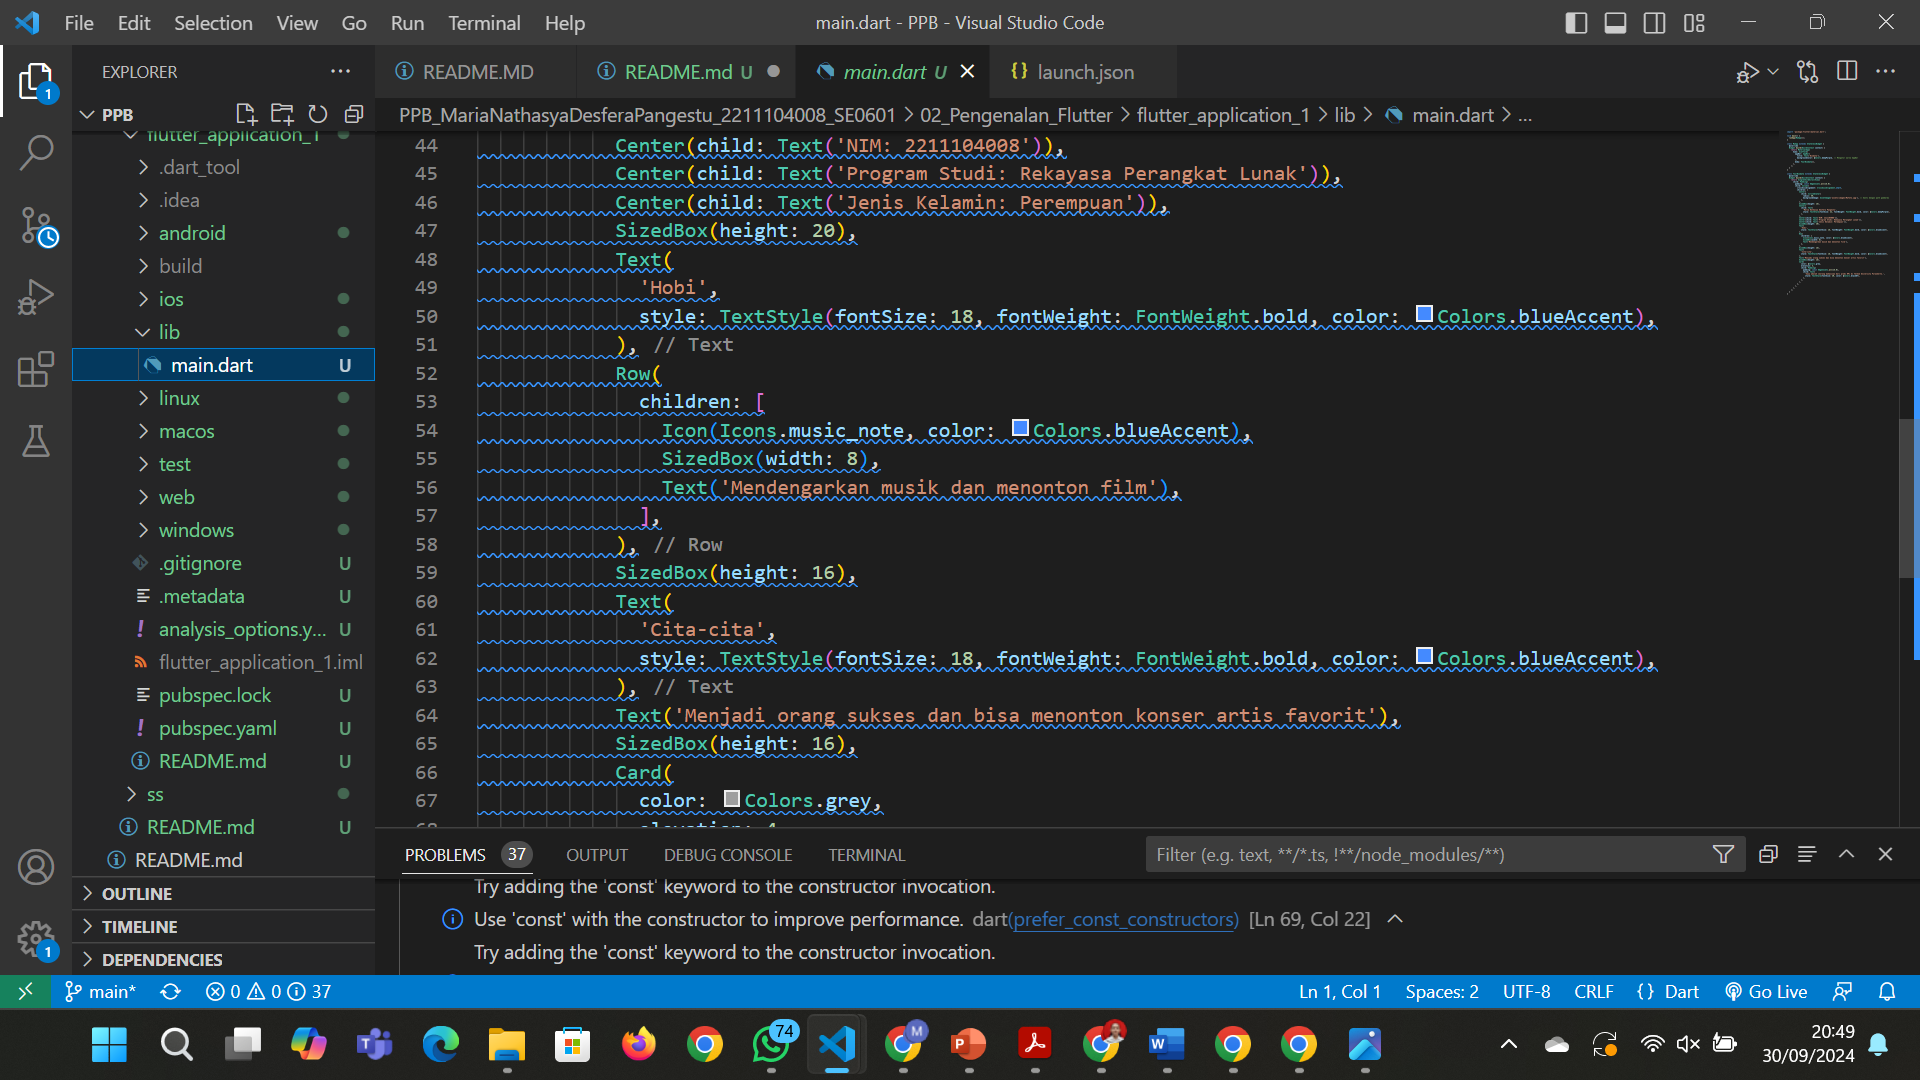 File Edit Selection View Go Run Terminal Help
main.dart - PPB - Visual Studio Code
EXPLORER
README.MD
README.md U
main.dart U
{} launch.json
PPB_MariaNathasyaDesferaPangestu_2211104008_SE0601 > 02_Pengenalan_Flutter > flutter_application_1 > lib > main.dart > ...
1
PPB
flutter_application_1
.dart_tool
.idea
android
build
ios
lib
main.dart U
linux
macos
test
web
windows
.gitignore U
.metadata U
! analysis_options.y... U
flutter_application_1.iml
pubspec.lock U
! pubspec.yaml U
README.md U
ss
README.md U
README.md
OUTLINE
TIMELINE
DEPENDENCIES
1
44 Center(child: Text('NIM: 2211104008')),
45 Center(child: Text('Program Studi: Rekayasa Perangkat Lunak')),
46 Center(child: Text('Jenis Kelamin: Perempuan')),
47 SizedBox(height: 20),
48 Text(
49 'Hobi',
50 style: TextStyle(fontSize: 18, fontWeight: FontWeight.bold, color: Colors.blueAccent),
51 ), // Text
52 Row(
53 children: [
54 Icon(Icons.music_note, color: Colors.blueAccent),
55 SizedBox(width: 8),
56 Text('Mendengarkan musik dan menonton film'),
57 ],
58 ), // Row
59 SizedBox(height: 16),
60 Text(
61 'Cita-cita',
62 style: TextStyle(fontSize: 18, fontWeight: FontWeight.bold, color: Colors.blueAccent),
63 ), // Text
64 Text('Menjadi orang sukses dan bisa menonton konser artis favorit'),
65 SizedBox(height: 16),
66 Card(
67 color: Colors.grey,
68 elevation: 4
PROBLEMS 37 OUTPUT DEBUG CONSOLE TERMINAL
Filter (e.g. text, **/*.ts, !**/node_modules/**)
Try adding the 'const' keyword to the constructor invocation.
Use 'const' with the constructor to improve performance. dart(prefer_const_constructors) [Ln 69, Col 22]
Try adding the 'const' keyword to the constructor invocation.
main* 0 0 37
Ln 1, Col 1 Spaces: 2 UTF-8 CRLF {} Dart Go Live
74
M
20:49
30/09/2024